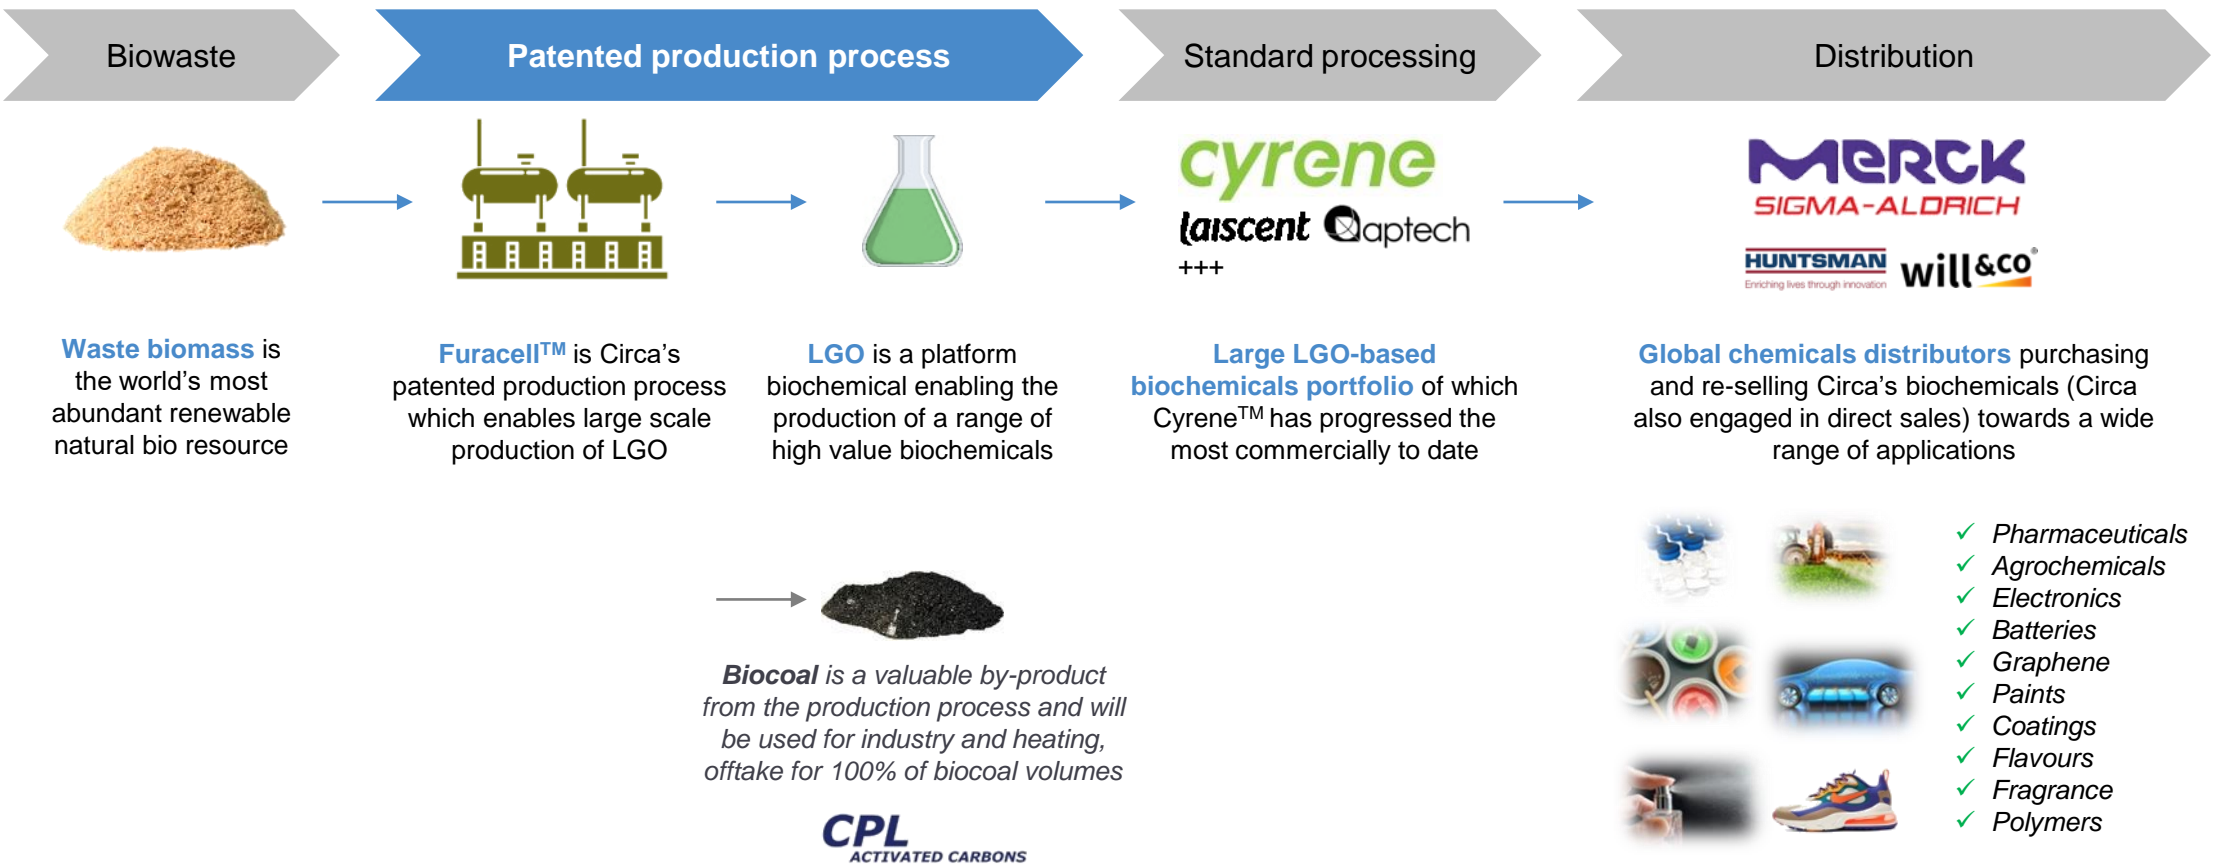 Biowaste
Patented production process
Standard processing
Distribution
cyrene
laıscent aptech
+++
MERCK
SIGMA-ALDRICH
HUNTSMAN
Enriching lives through innovation
will&co®
Waste biomass is
the world's most
abundant renewable
natural bio resource
Furacell™ is Circa's
patented production process
which enables large scale
production of LGO
LGO is a platform
biochemical enabling the
production of a range of
high value biochemicals
Large LGO-based
biochemicals portfolio of which
Cyrene™ has progressed the
most commercially to date
Global chemicals distributors purchasing
and re-selling Circa's biochemicals (Circa
also engaged in direct sales) towards a wide
range of applications
Biocoal is a valuable by-product
from the production process and will
be used for industry and heating,
offtake for 100% of biocoal volumes
CPL
ACTIVATED CARBONS
✓ Pharmaceuticals
✓ Agrochemicals
✓ Electronics
✓ Batteries
✓ Graphene
✓ Paints
✓ Coatings
✓ Flavours
✓ Fragrance
✓ Polymers